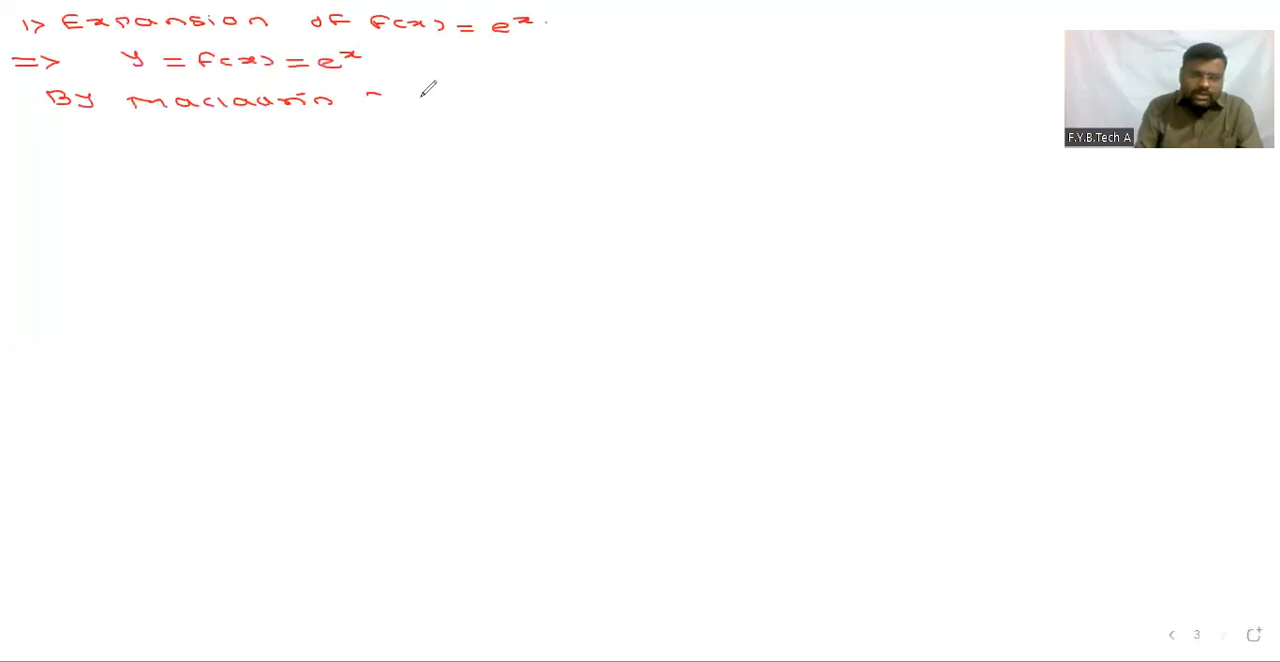 1> Expansion of f(x) = e^x.
=> y = f(x) = e^x
By maclaurin
F.Y.B.Tech A
3